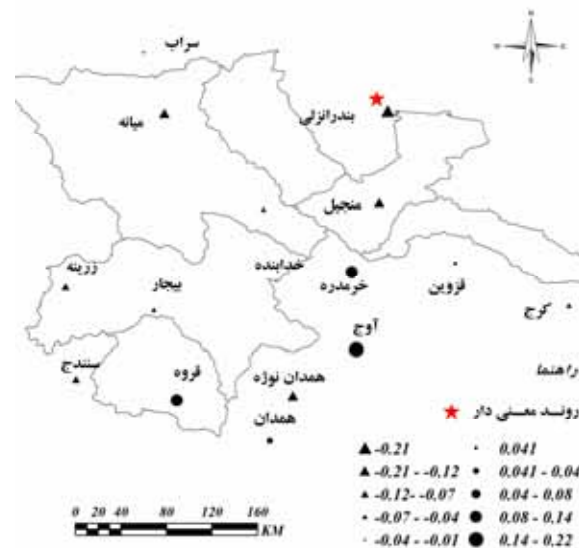 سراب
میانه
بندرانزلی
منجیل
زرینه
خدابنده
بیجار
خرمدره
قزوین
کرج
آوج
سنندج
قروه
همدان نوژه
همدان
راهنما
روند معنی دار
-0.21
0.041
-0.21 - -0.12
0.041 - 0.04
-0.12 - -0.07
0.04 - 0.08
-0.07 - -0.04
0.08 - 0.14
-0.04 - -0.01
0.14 - 0.22
0 20 40 80 120 160
KM